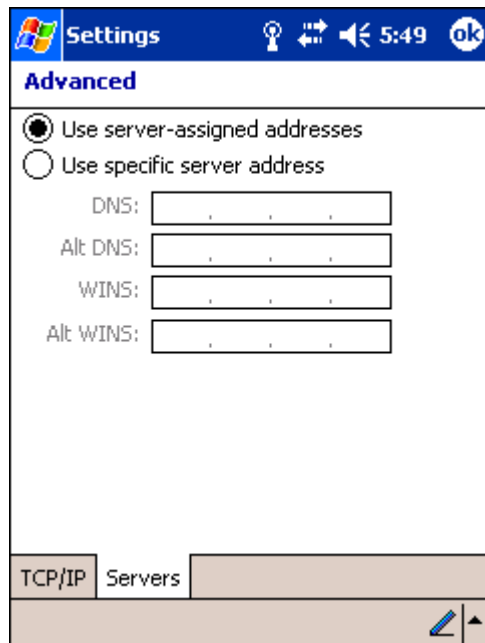 Settings 5:49 ok
Advanced
Use server-assigned addresses
Use specific server address
DNS: . . .
Alt DNS: . . .
WINS: . . .
Alt WINS: . . .
TCP/IP Servers